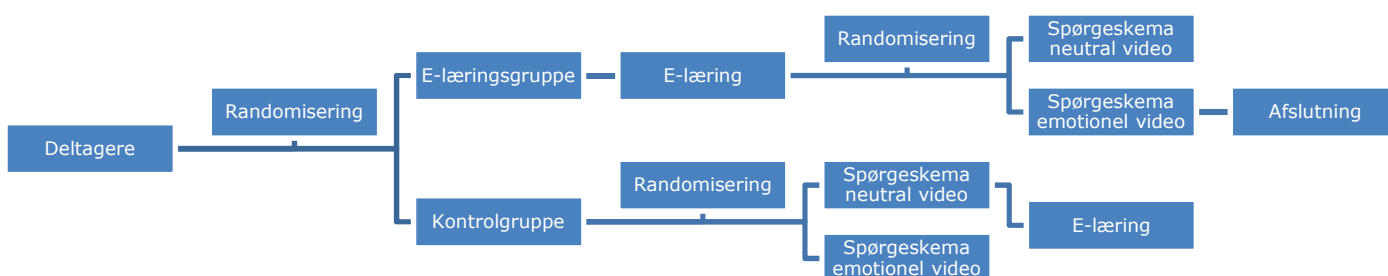 Deltagere
Randomisering
E-læringsgruppe
E-læring
Randomisering
Spørgeskema
neutral video
Spørgeskema
emotionel video
Afslutning
Kontrolgruppe
Randomisering
Spørgeskema
neutral video
Spørgeskema
emotionel video
E-læring